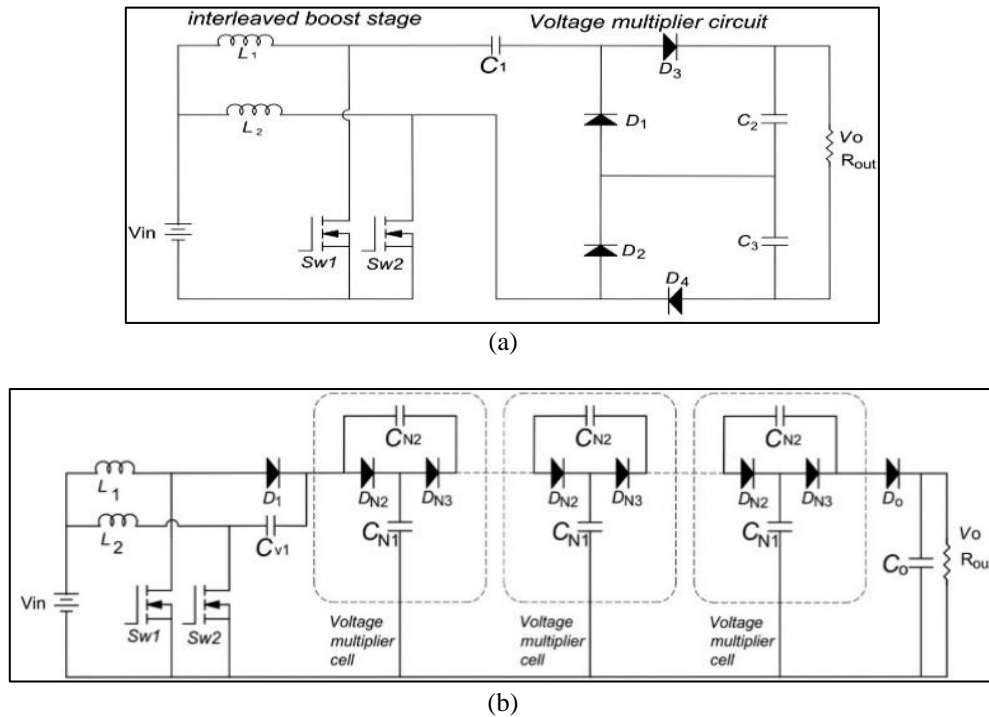 interleaved boost stage
Voltage multiplier circuit
L1
C1
D3
L2
D1
C2
Vo
Rout
Vin
Sw1
Sw2
D2
C3
D4
(a)
CN2
CN2
CN2
L1
D1
DN2
DN3
DN2
DN3
DN2
DN3
Do
L2
Cv1
CN1
CN1
CN1
Co
Vo
Rout
Vin
Sw1
Sw2
Voltage
multiplier
cell
Voltage
multiplier
cell
Voltage
multiplier
cell
(b)